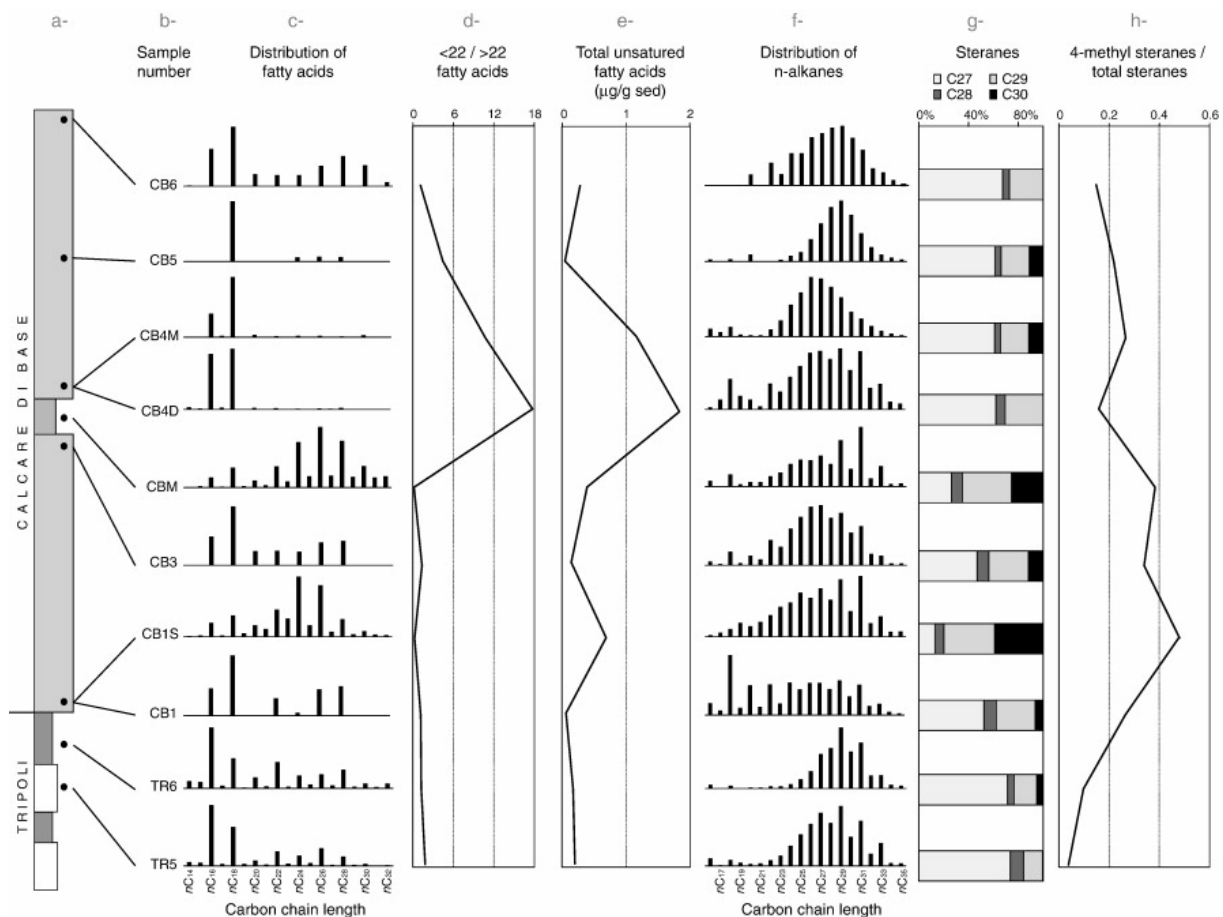 a- b- c- d- e- f- g- h-
Sample number
Distribution of fatty acids
<22 / >22 fatty acids
Total unsatured fatty acids (µg/g sed)
Distribution of n-alkanes
Steranes
4-methyl steranes / total steranes
C27 C29
C28 C30
0 6 12 18
0 1 2
0% 40% 80%
0 0.2 0.4 0.6
CALCARE DI BASE
TRIPOLI
CB6
CB5
CB4M
CB4D
CBM
CB3
CB1S
CB1
TR6
TR5
nC14 nC16 nC18 nC20 nC22 nC24 nC26 nC28 nC30 nC32
Carbon chain length
nC17 nC19 nC21 nC23 nC25 nC27 nC29 nC31 nC33 nC35
Carbon chain length